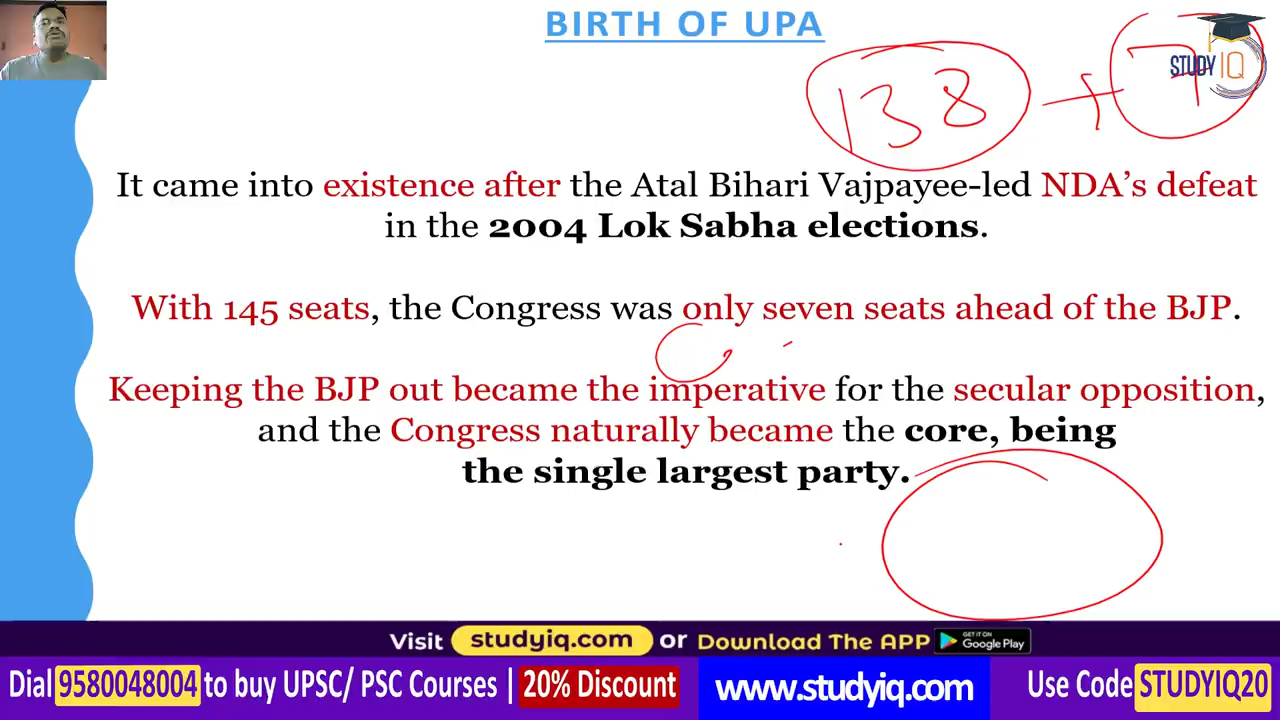 BIRTH OF UPA
138 + 7
STUDY IQ
It came into existence after the Atal Bihari Vajpayee-led NDA's defeat
in the 2004 Lok Sabha elections.
With 145 seats, the Congress was only seven seats ahead of the BJP.
Keeping the BJP out became the imperative for the secular opposition,
and the Congress naturally became the core, being
the single largest party.
Visit studyiq.com or Download The APP GET IT ON Google Play
Dial 9580048004 to buy UPSC/ PSC Courses | 20% Discount www.studyiq.com Use Code STUDYIQ20